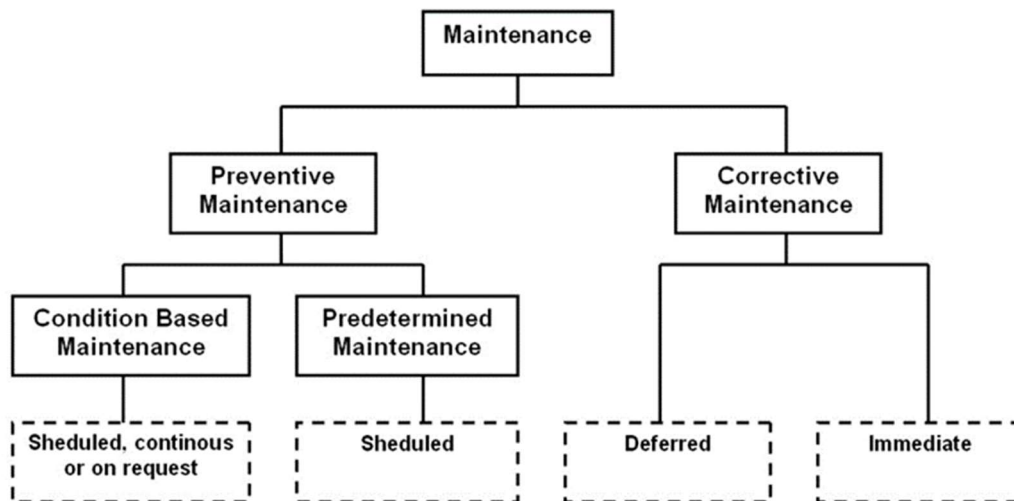 Maintenance
Preventive
Maintenance
Corrective
Maintenance
Condition Based
Maintenance
Predetermined
Maintenance
Sheduled, continous
or on request
Sheduled
Deferred
Immediate